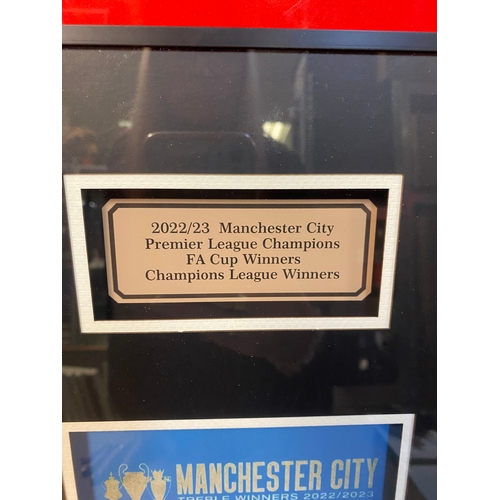 2022/23 Manchester City
Premier League Champions
FA Cup Winners
Champions League Winners
MANCHESTER CITY
TREBLE WINNERS 2022/2023